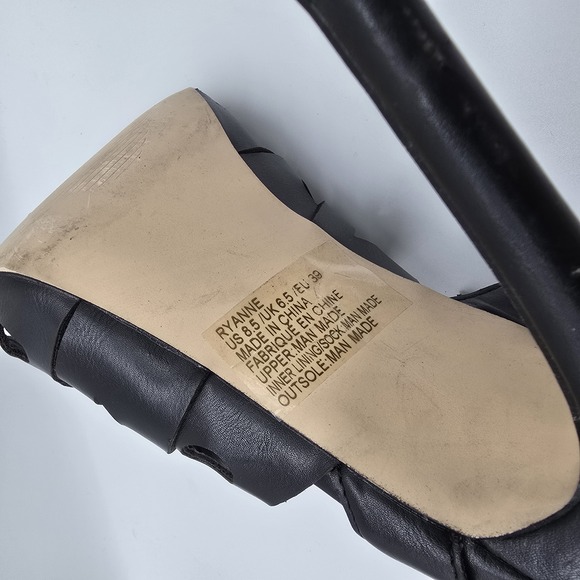 RYANNE
US 8.5/UK 6.5/EU 39
MADE IN CHINA
FABRIQUE EN CHINE
UPPER:MAN MADE
INNER LINING/SOCK:MAN MADE
OUTSOLE:MAN MADE